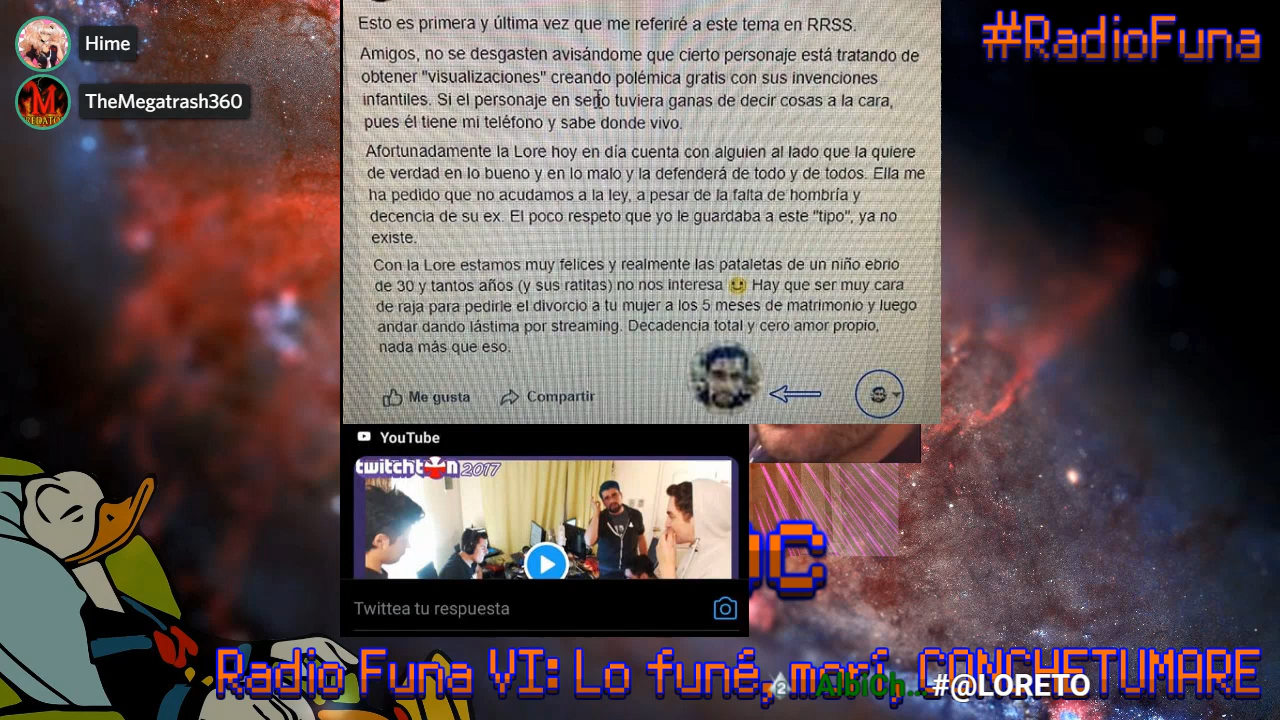 Hime
TheMegatrash360
#RadioFuna
Esto es primera y última vez que me referiré a este tema en RRSS.
Amigos, no se desgasten avisándome que cierto personaje está tratando de
obtener "visualizaciones" creando polémica gratis con sus invenciones
infantiles. Si el personaje en serio tuviera ganas de decir cosas a la cara,
pues él tiene mi teléfono y sabe donde vivo.
Afortunadamente la Lore hoy en día cuenta con alguien al lado que la quiere
de verdad en lo bueno y en lo malo y la defenderá de todo y de todos. Ella me
ha pedido que no acudamos a la ley, a pesar de la falta de hombría y
decencia de su ex. El poco respeto que yo le guardaba a este "tipo", ya no
existe.
Con la Lore estamos muy felices y realmente las pataletas de un niño ebrio
de 30 y tantos años (y sus ratitas) no nos interesa 🙂 Hay que ser muy cara
de raja para pedirle el divorcio a tu mujer a los 5 meses de matrimonio y luego
andar dando lástima por streaming. Decadencia total y cero amor propio,
nada más que eso.
Me gusta Compartir
YouTube
twitchton 2017
Twittea tu respuesta
Radio Funa VI: Lo funé, morí, CONCHETUMARE
2 AlbiCh... #@LORETO